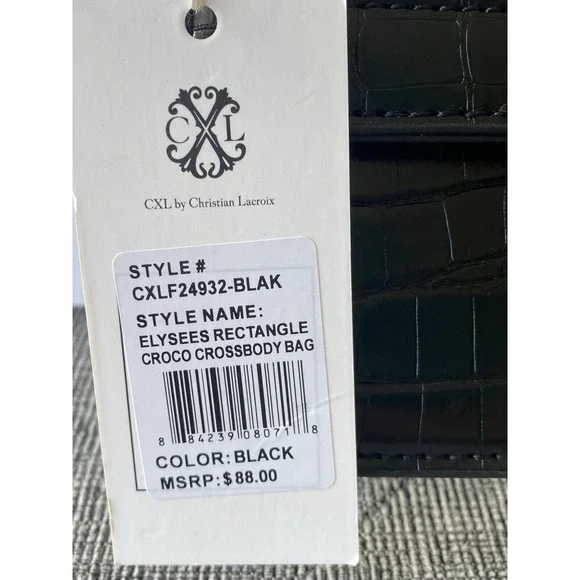 CXL
CXL by Christian Lacroix
STYLE #
CXLF24932-BLAK
STYLE NAME:
ELYSEES RECTANGLE
CROCO CROSSBODY BAG
8 84239 08071 8
COLOR: BLACK
MSRP: $88.00